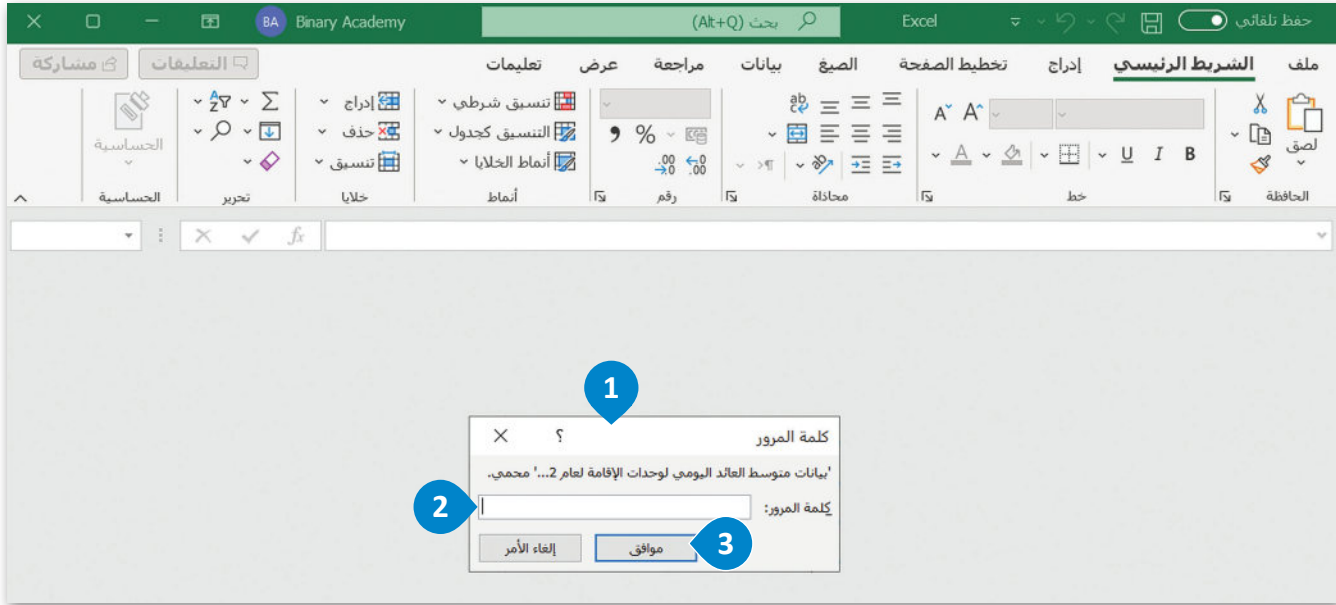 حفظ تلقائي
Excel
بحث (Alt+Q)
Binary Academy
BA
ملف
الشريط الرئيسي
إدراج
تخطيط الصفحة
الصيغ
بيانات
مراجعة
عرض
تعليمات
التعليقات
مشاركة
لصق
B I U
A A
A
ab
%
تنسيق شرطي
التنسيق كجدول
أنماط الخلايا
إدراج
حذف
تنسيق
الحساسية
الحافظة
خط
محاذاة
رقم
أنماط
خلايا
تحرير
الحساسية
fx
1
كلمة المرور
؟
'بيانات متوسط العائد اليومي لوحدات الإقامة لعام 2...' محمي.
كلمة المرور:
2
موافق
3
إلغاء الأمر